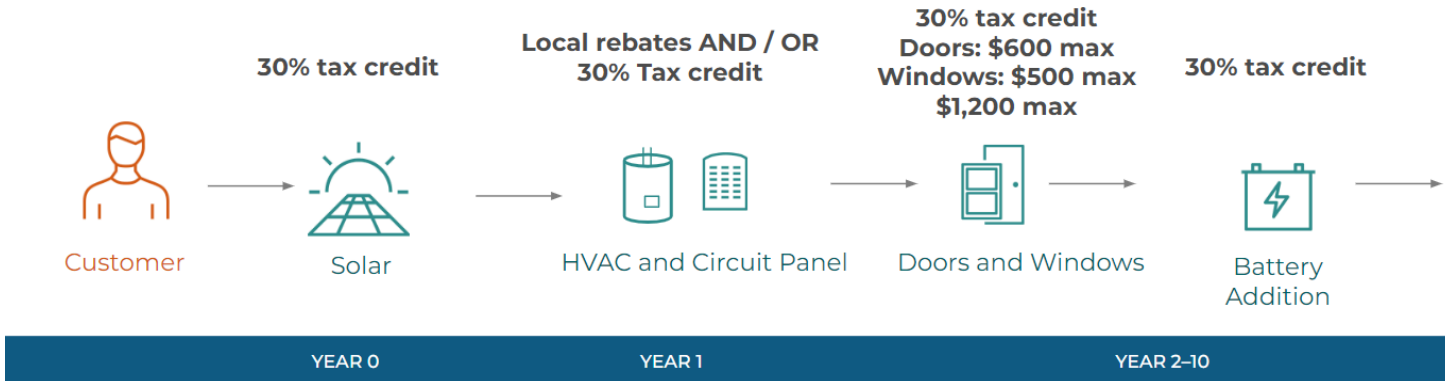 30% tax credit
Local rebates AND / OR
30% Tax credit
30% tax credit
Doors: $600 max
Windows: $500 max
$1,200 max
30% tax credit
Customer
Solar
HVAC and Circuit Panel
Doors and Windows
Battery
Addition
YEAR 0
YEAR 1
YEAR 2–10